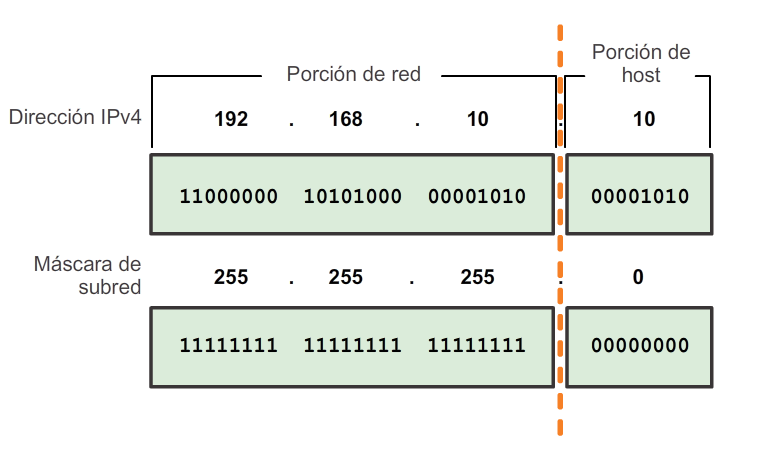 Porción de red
Porción de
host
Dirección IPv4
192 . 168 . 10 . 10
11000000 10101000 00001010 00001010
Máscara de
subred
255 . 255 . 255 . 0
11111111 11111111 11111111 00000000